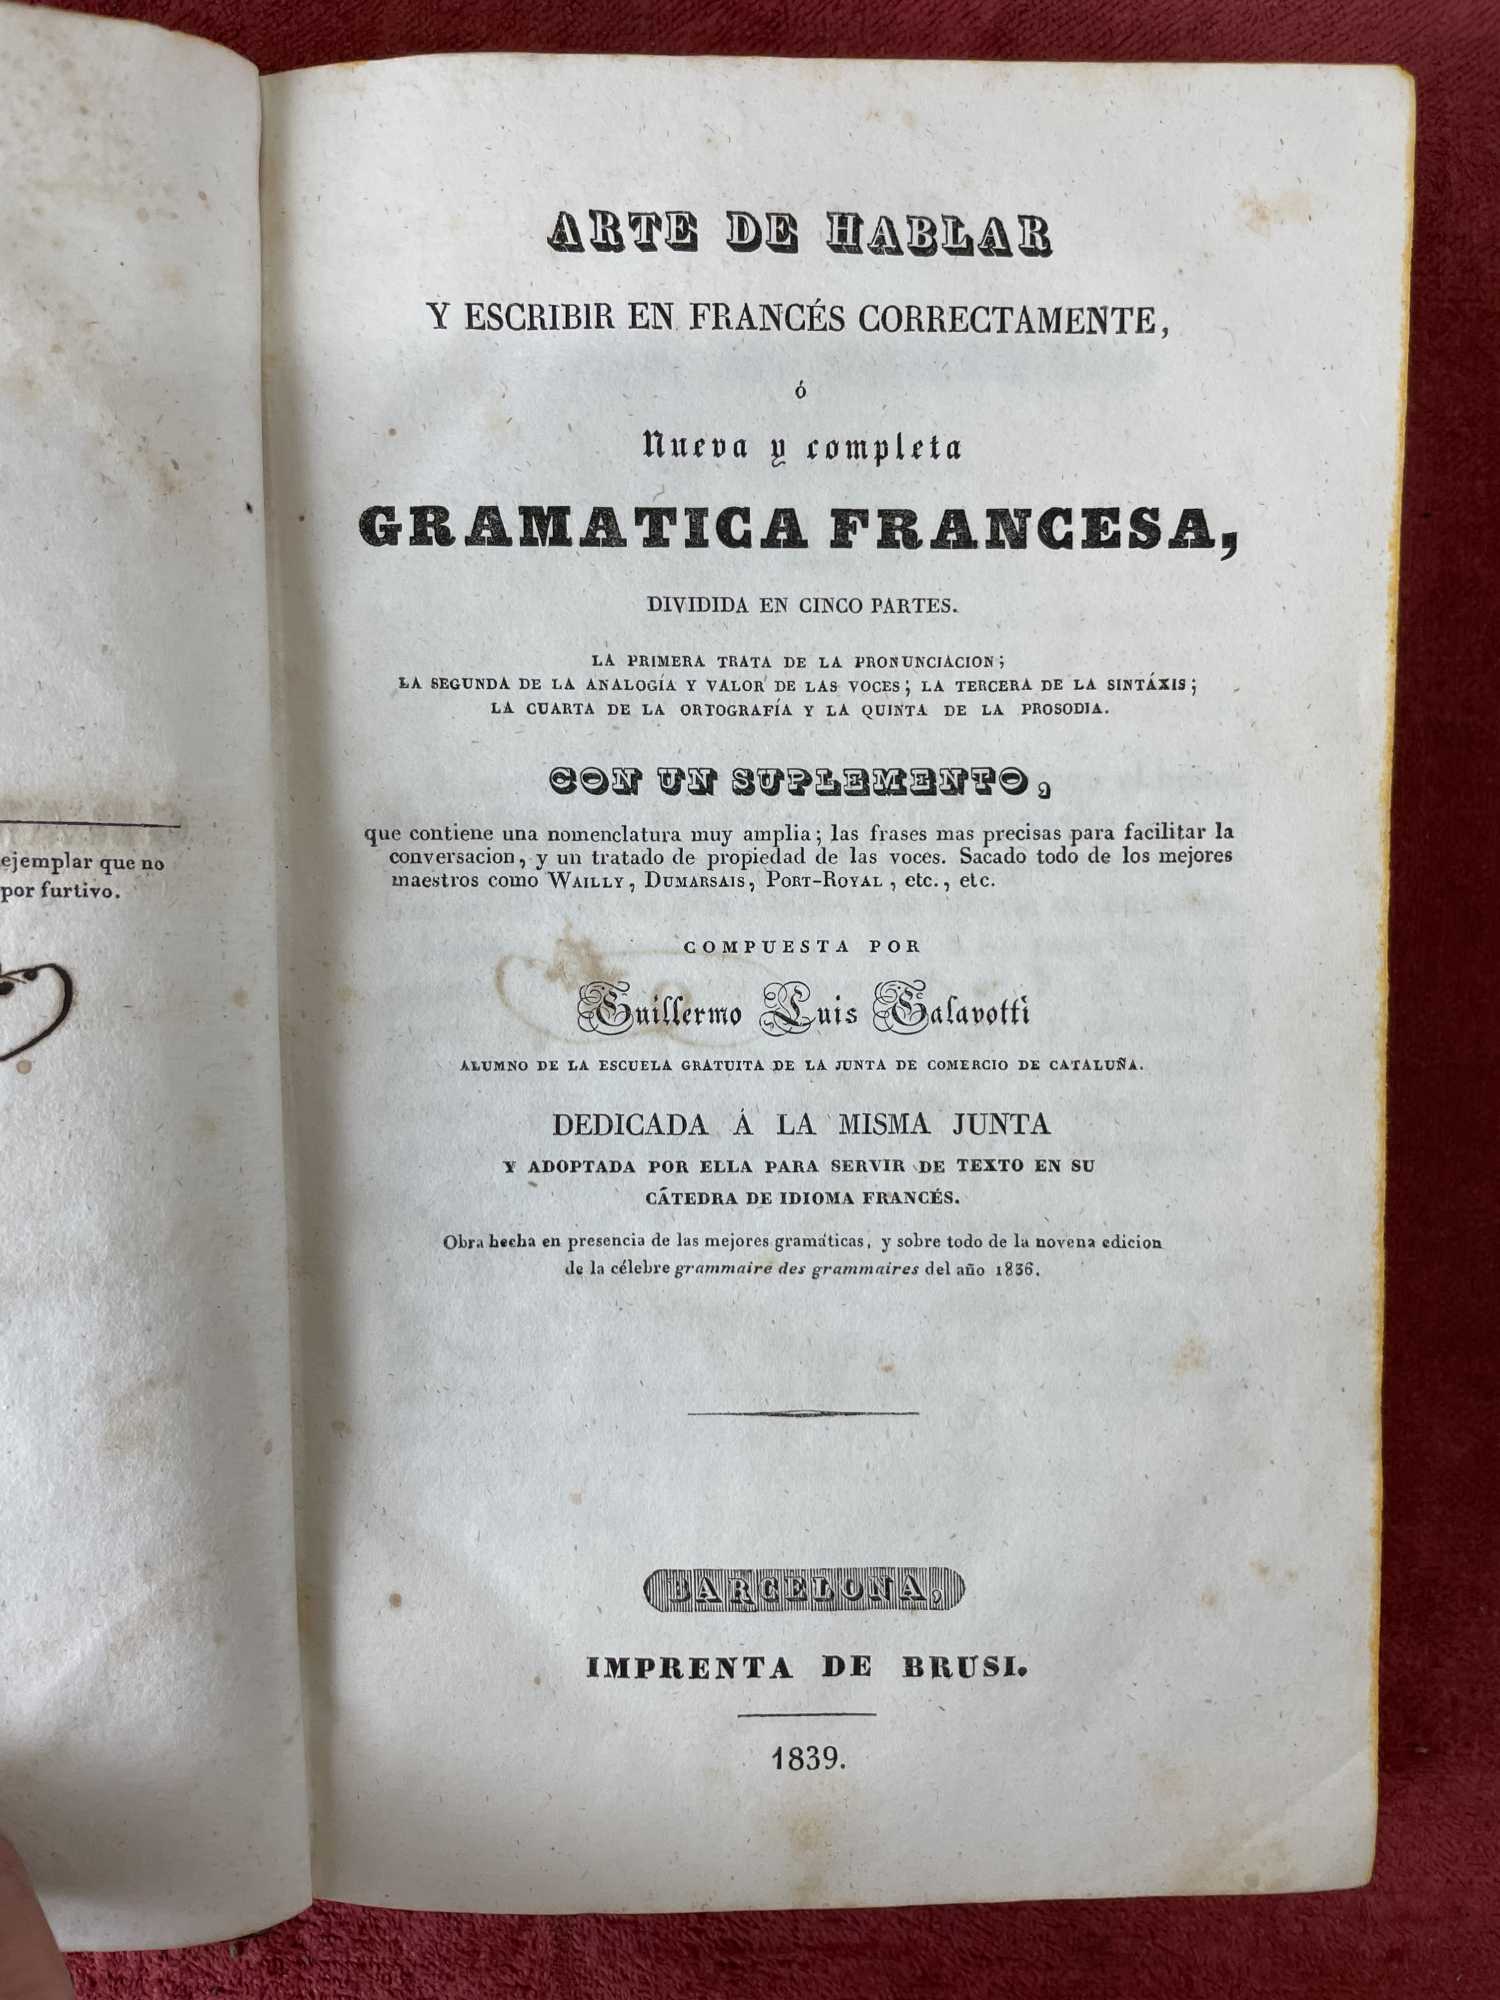 ejemplar que no
por furtivo.
ARTE DE HABLAR
Y ESCRIBIR EN FRANCÉS CORRECTAMENTE,
ó
Nueva y completa
GRAMATICA FRANCESA,
DIVIDIDA EN CINCO PARTES.
LA PRIMERA TRATA DE LA PRONUNCIACION;
LA SEGUNDA DE LA ANALOGÍA Y VALOR DE LAS VOCES; LA TERCERA DE LA SINTÁXIS;
LA CUARTA DE LA ORTOGRAFÍA Y LA QUINTA DE LA PROSODIA.
CON UN SUPLEMENTO,
que contiene una nomenclatura muy amplia; las frases mas precisas para facilitar la
conversacion, y un tratado de propiedad de las voces. Sacado todo de los mejores
maestros como WAILLY, DUMARSAIS, PORT-ROYAL, etc., etc.
COMPUESTA POR
Guillermo Luis Galavotti
ALUMNO DE LA ESCUELA GRATUITA DE LA JUNTA DE COMERCIO DE CATALUÑA.
DEDICADA Á LA MISMA JUNTA
Y ADOPTADA POR ELLA PARA SERVIR DE TEXTO EN SU
CÁTEDRA DE IDIOMA FRANCÉS.
Obra hecha en presencia de las mejores gramáticas, y sobre todo de la novena edicion
de la célebre grammaire des grammaires del año 1836.
BARCELONA,
IMPRENTA DE BRUSI.
1839.